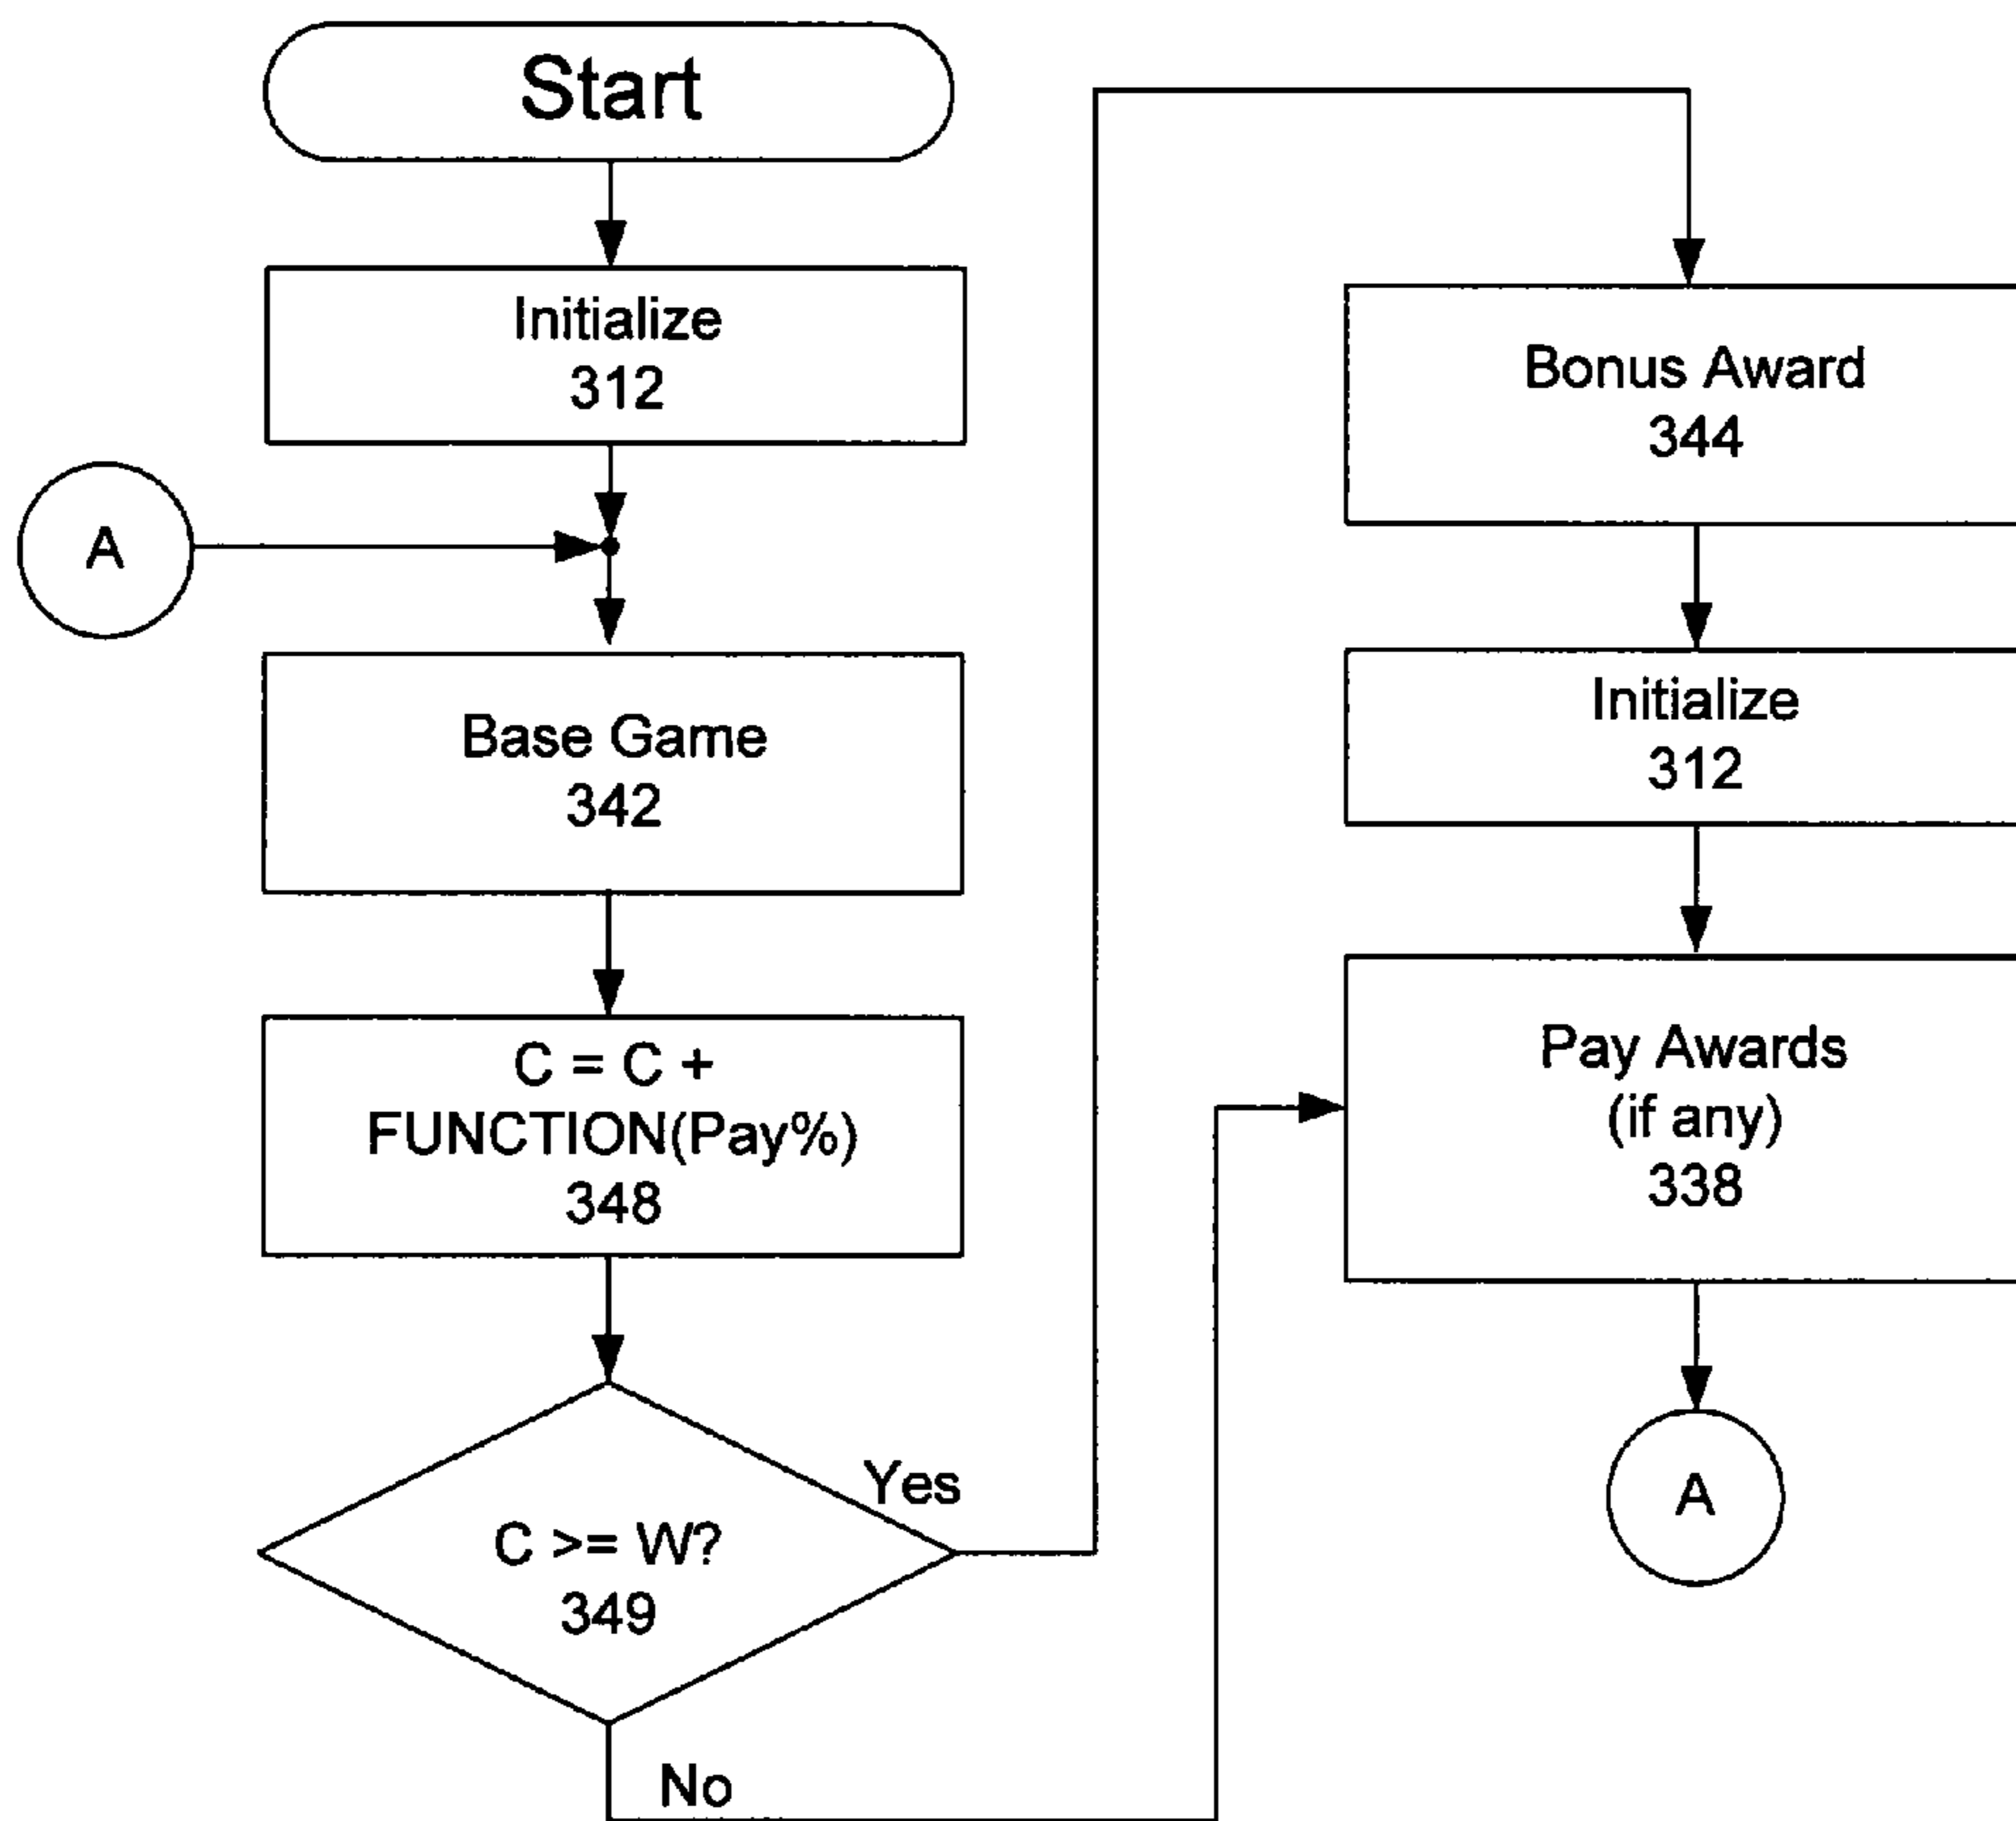 Start
Initialize
312
A
Base Game
342
C = C +
FUNCTION(Pay%)
348
Yes
C >= W?
349
No
Bonus Award
344
Initialize
312
Pay Awards
(if any)
338
A